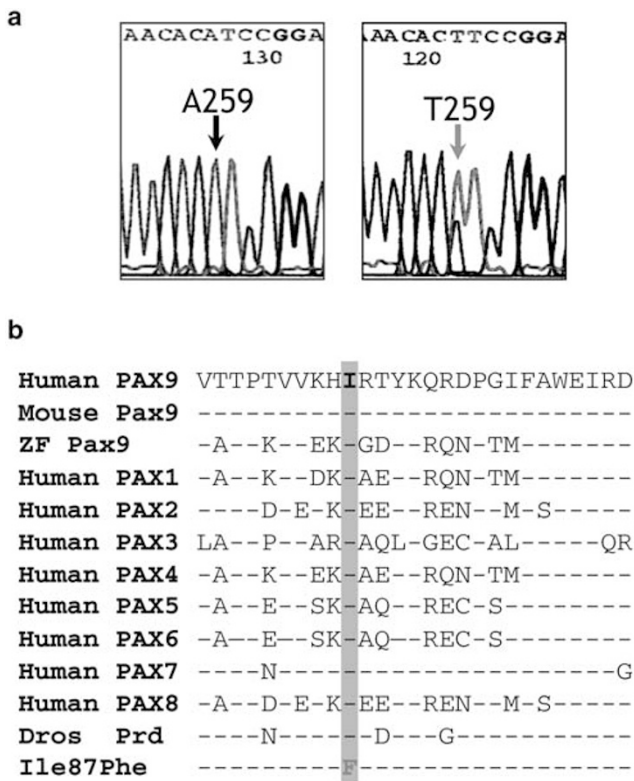 a
AACACATCCGGA
130
A259
AACACTTCCGGA
120
T259
b
Human PAX9 VTTPTVVKHIRTYKQRDPGIFAWEIRD
Mouse Pax9 ---------------------------
ZF Pax9 -A--K--EK-GD--RQN-TM-------
Human PAX1 -A--K--DK-AE--RQN-TM-------
Human PAX2 ----D-E-K-EE--REN--M-S-----
Human PAX3 LA--P--AR-AQL-GEC-AL-----QR
Human PAX4 -A--K--EK-AE--RQN-TM-------
Human PAX5 -A--E--SK-AQ--REC-S--------
Human PAX6 -A—E—SK-AQ—REC-S--------
Human PAX7 ----N---------------------G
Human PAX8 -A--D-E-K-EE--REN--M-S-----
Dros Prd ----N------D---G-----------
Ile87Phe ---------F-----------------